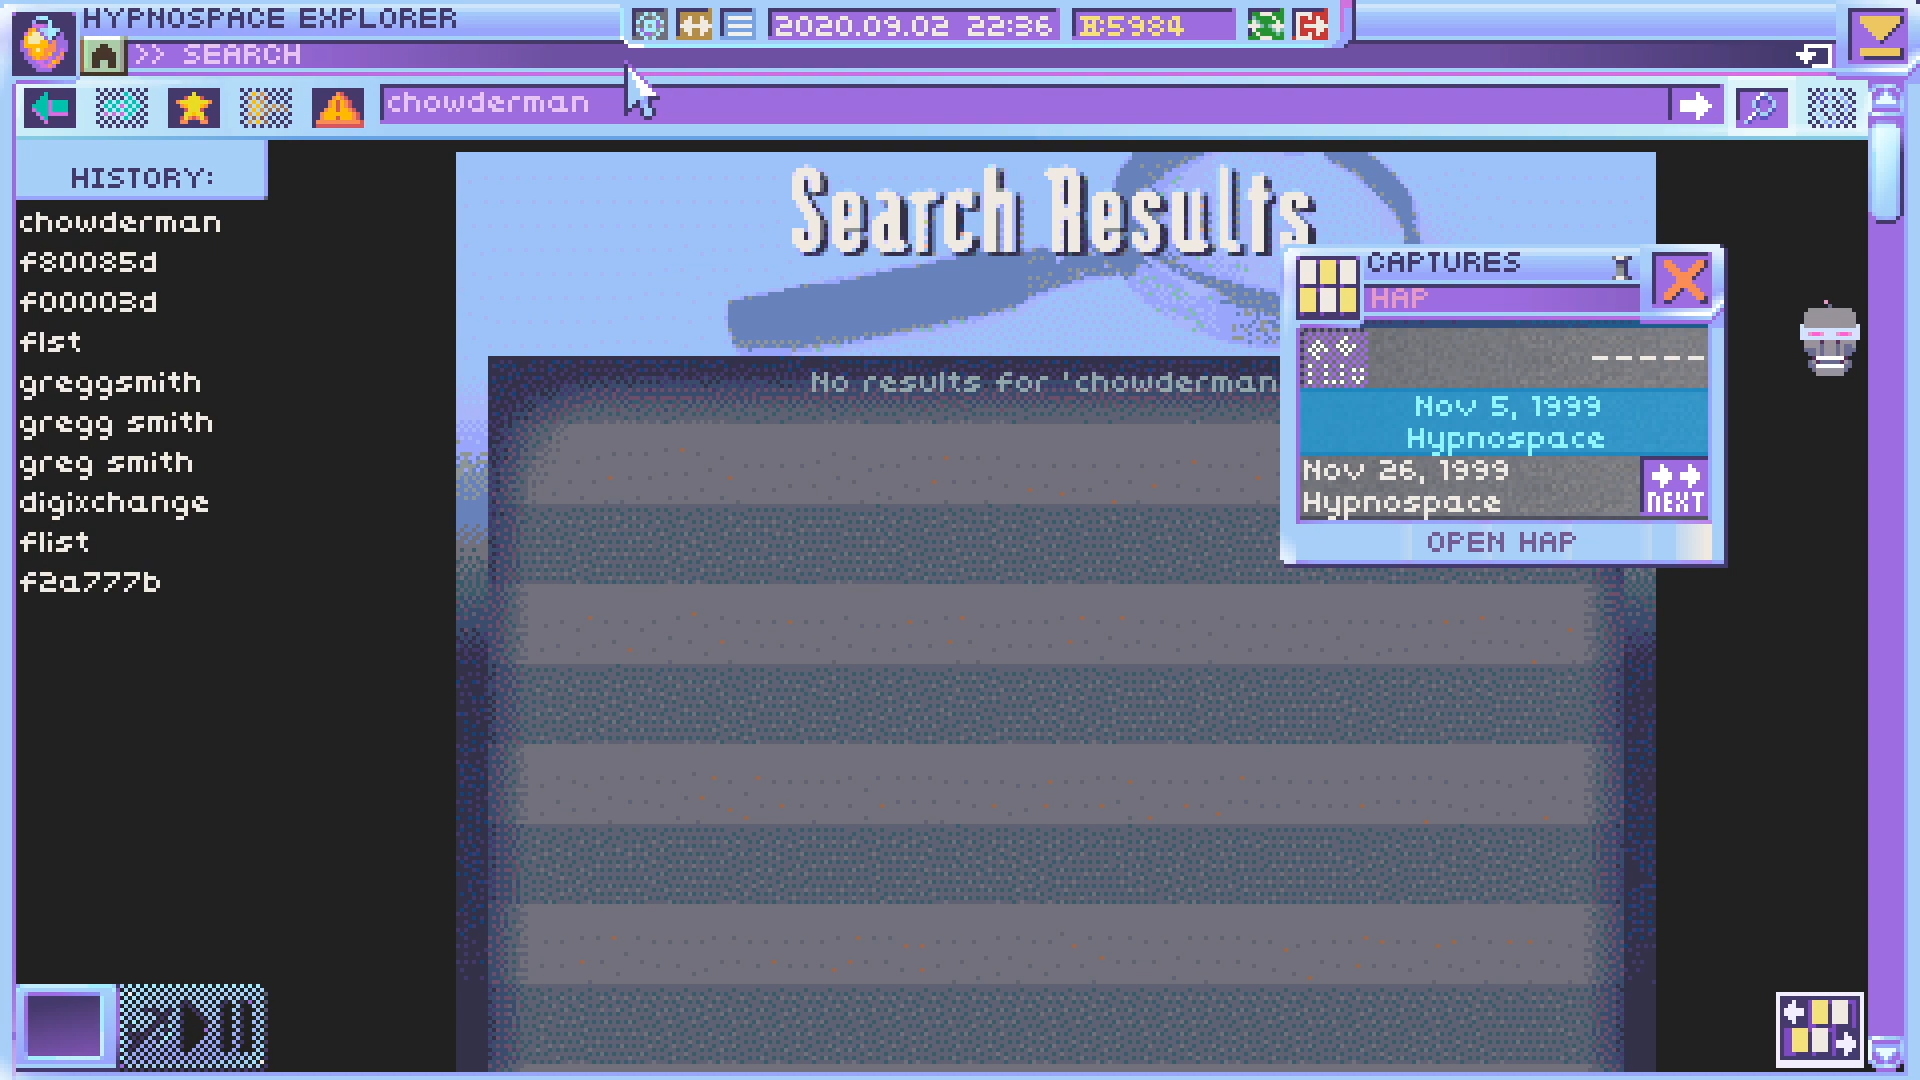 HYPNOSPACE EXPLORER
2020.09.02 22:36
ID5984
>> SEARCH
chowderman
HISTORY:
chowderman
f80085d
f00003d
flst
greggsmith
gregg smith
greg smith
digixchange
flist
f2a777b
Search Results
No results for 'chowderman
CAPTURES
HAP
-----
Nov 5, 1999
Hypnospace
Nov 26, 1999
Hypnospace
NEXT
OPEN HAP